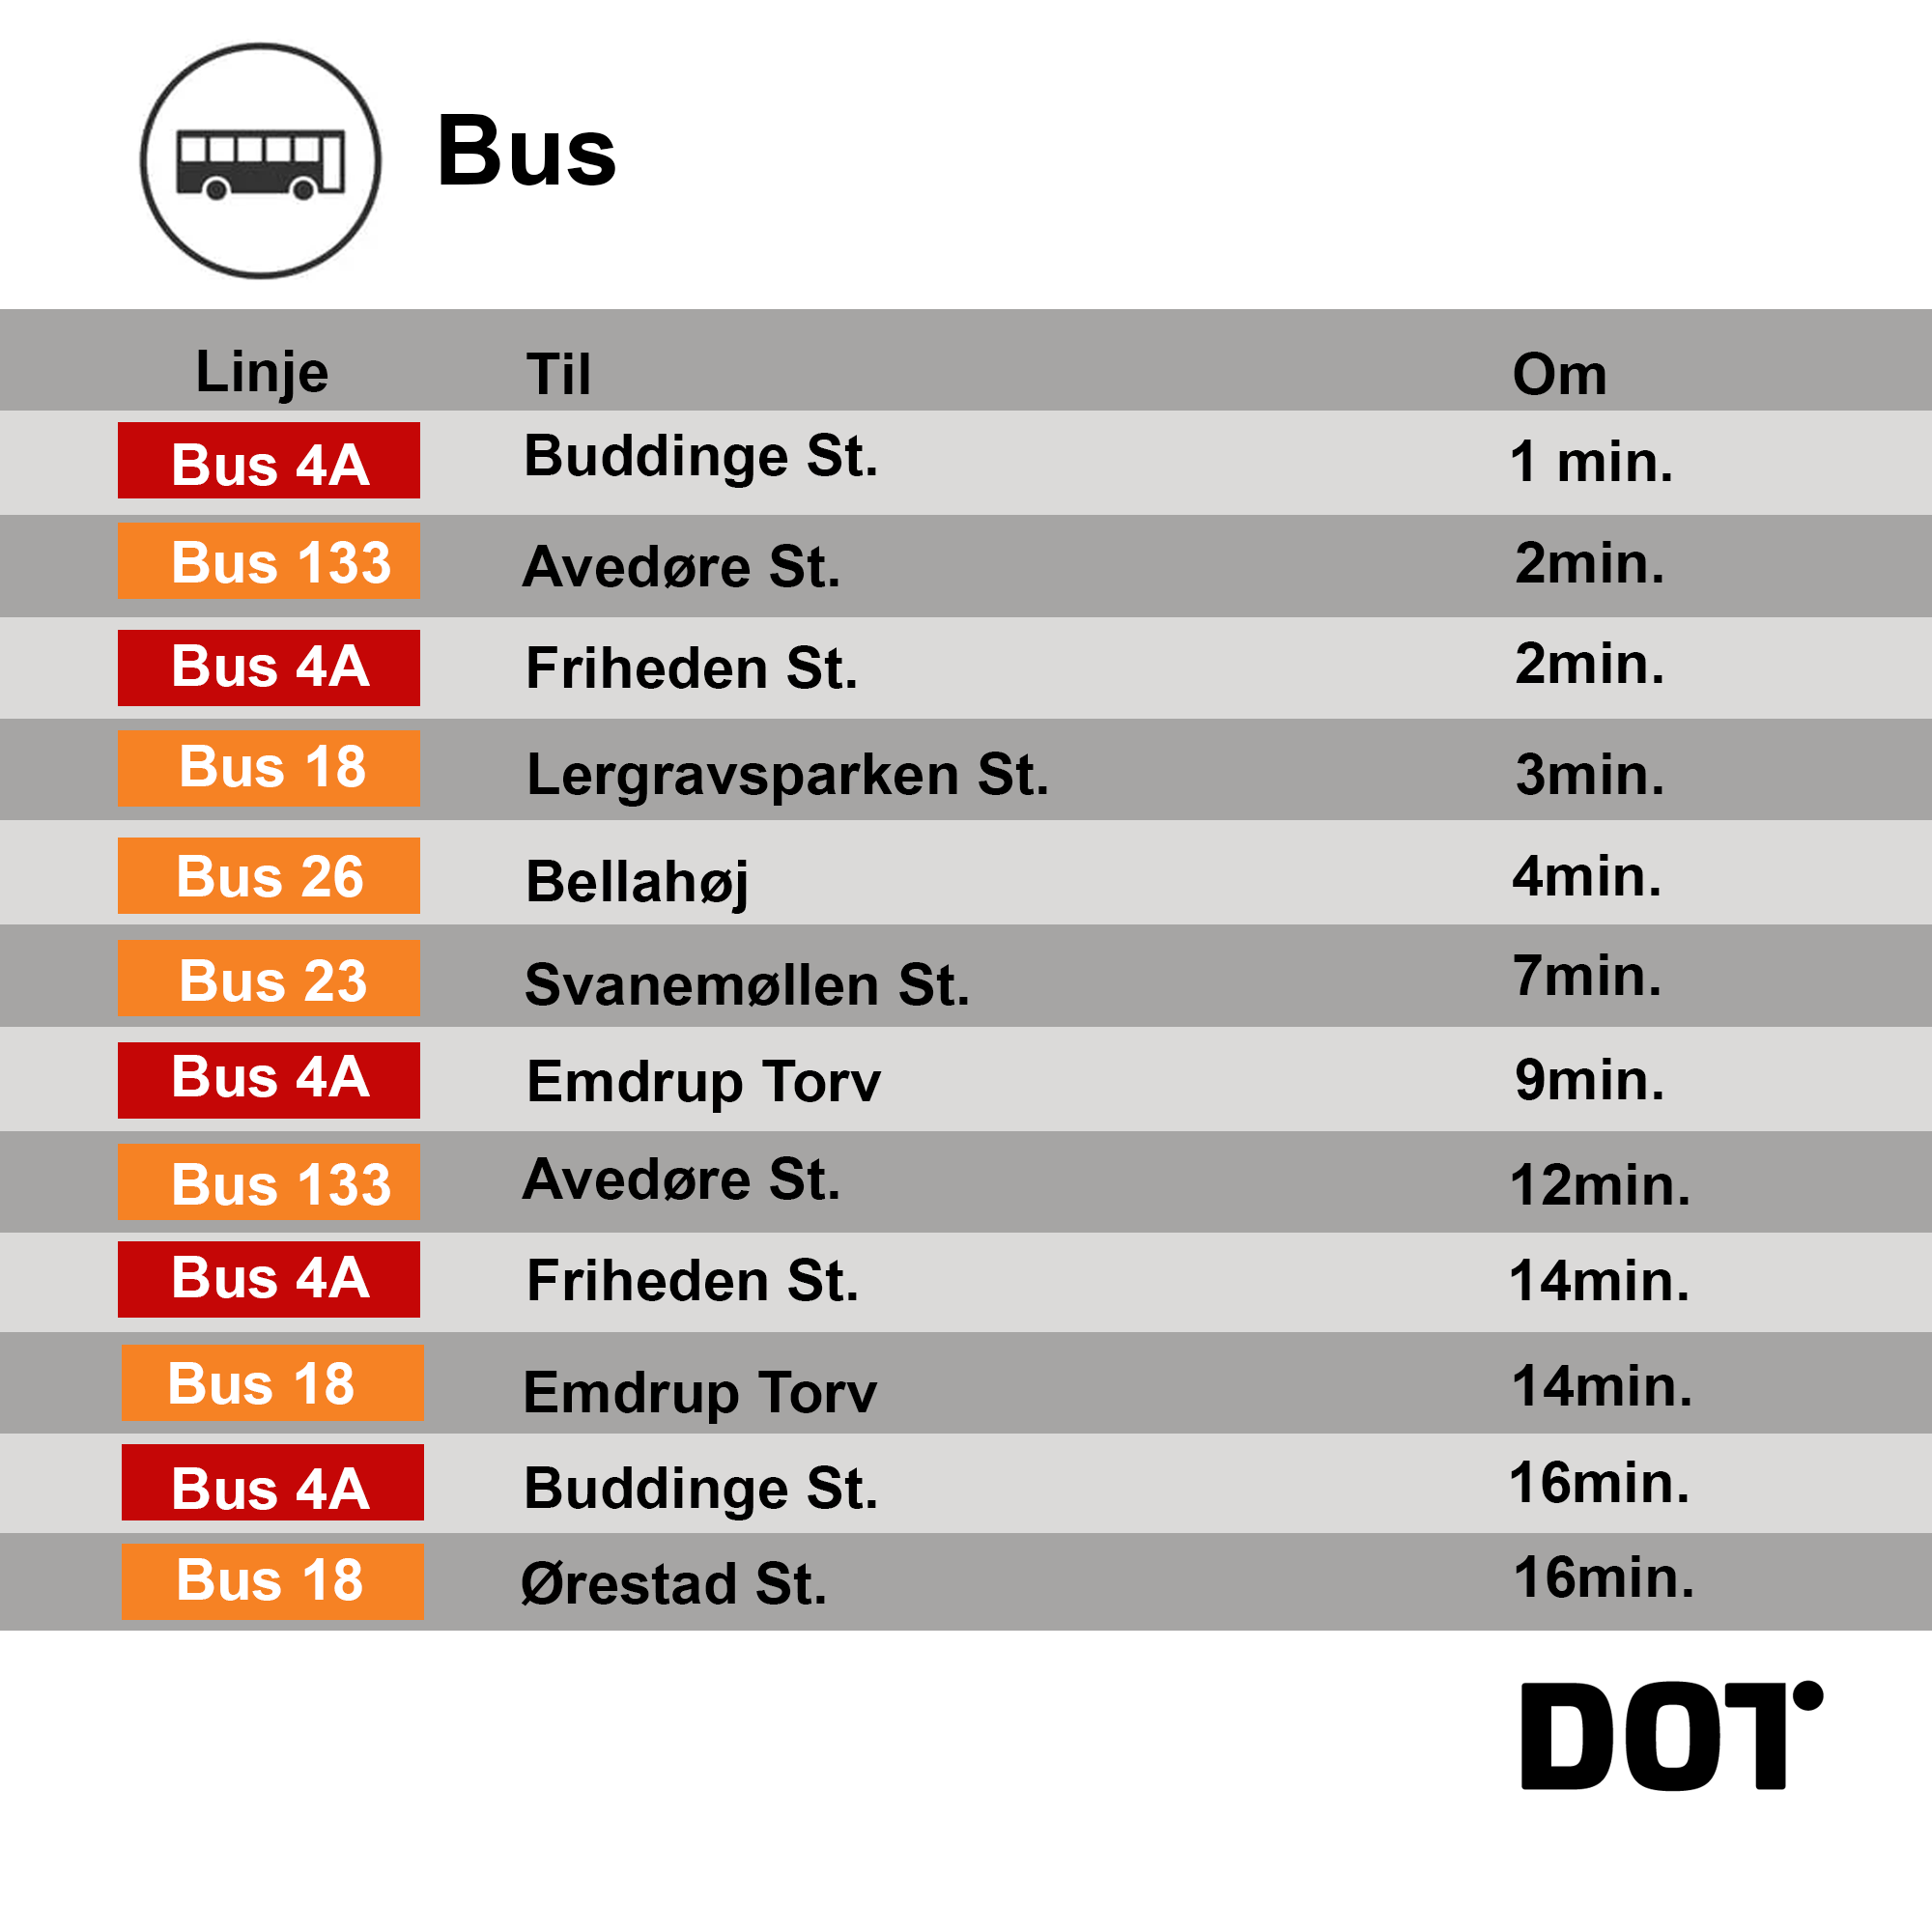 Bus
Linje Til Om
Bus 4A Buddinge St. 1 min.
Bus 133 Avedøre St. 2min.
Bus 4A Friheden St. 2min.
Bus 18 Lergravsparken St. 3min.
Bus 26 Bellahøj 4min.
Bus 23 Svanemøllen St. 7min.
Bus 4A Emdrup Torv 9min.
Bus 133 Avedøre St. 12min.
Bus 4A Friheden St. 14min.
Bus 18 Emdrup Torv 14min.
Bus 4A Buddinge St. 16min.
Bus 18 Ørestad St. 16min.
DOT